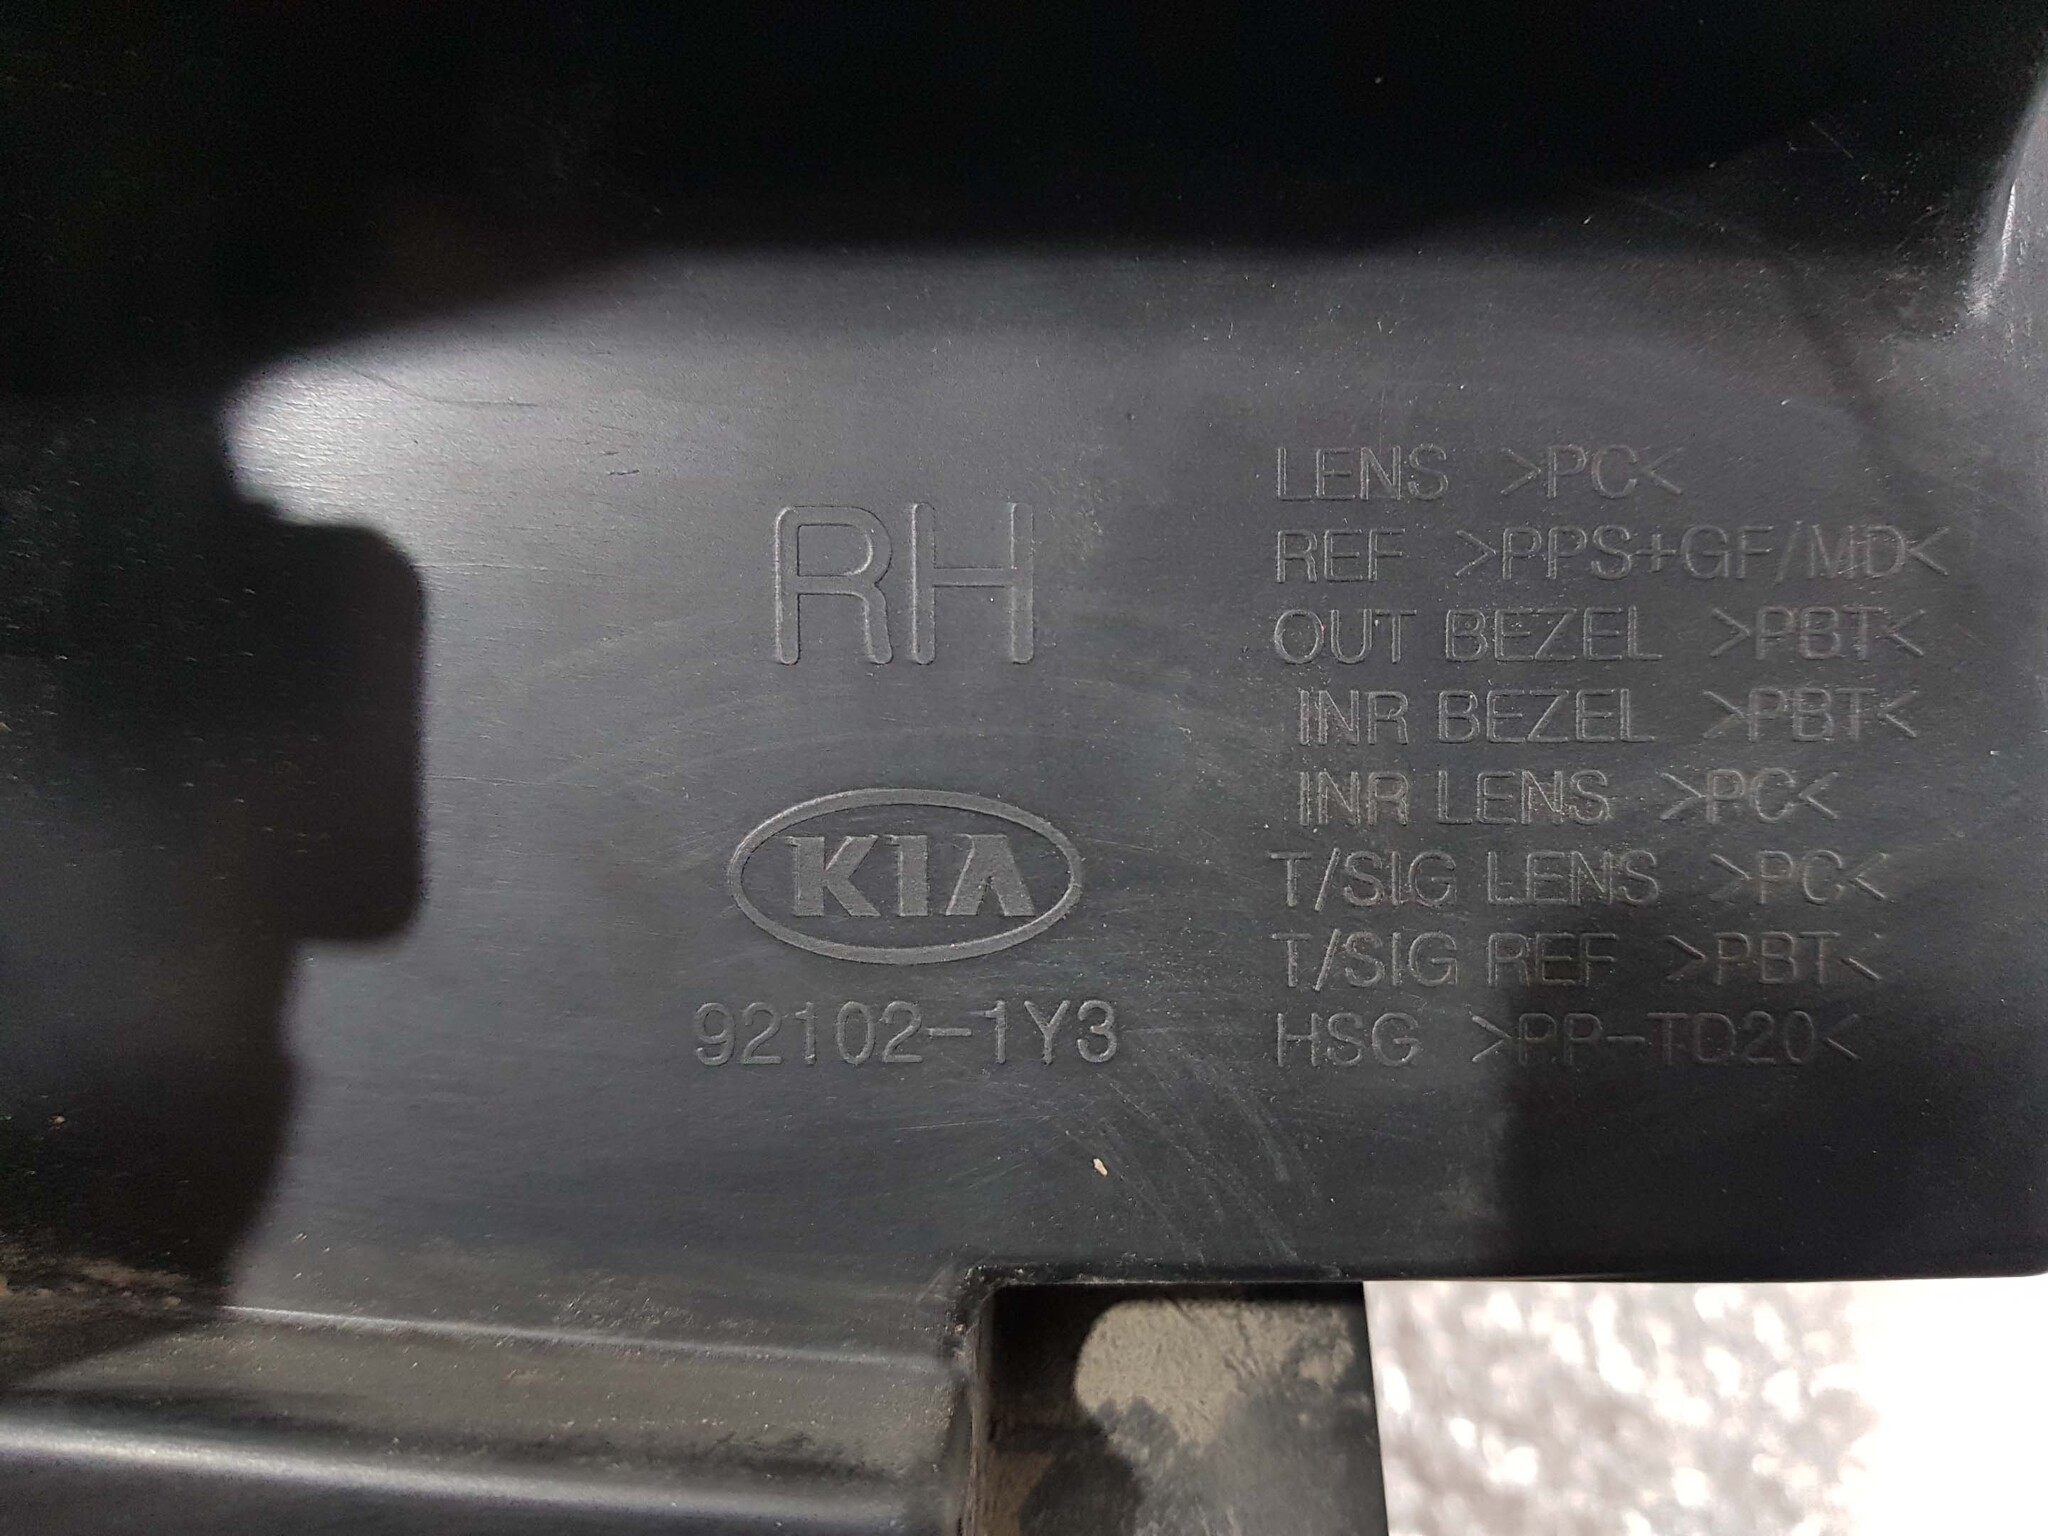 RH
KIA
92102-1Y3
LENS >PC<
REF >PPS+GF/MD<
OUT BEZEL >PBT<
INR BEZEL >PBT<
INR LENS >PC<
T/SIG LENS >PC<
T/SIG REF >PBT<
HSG >PP-TD20<